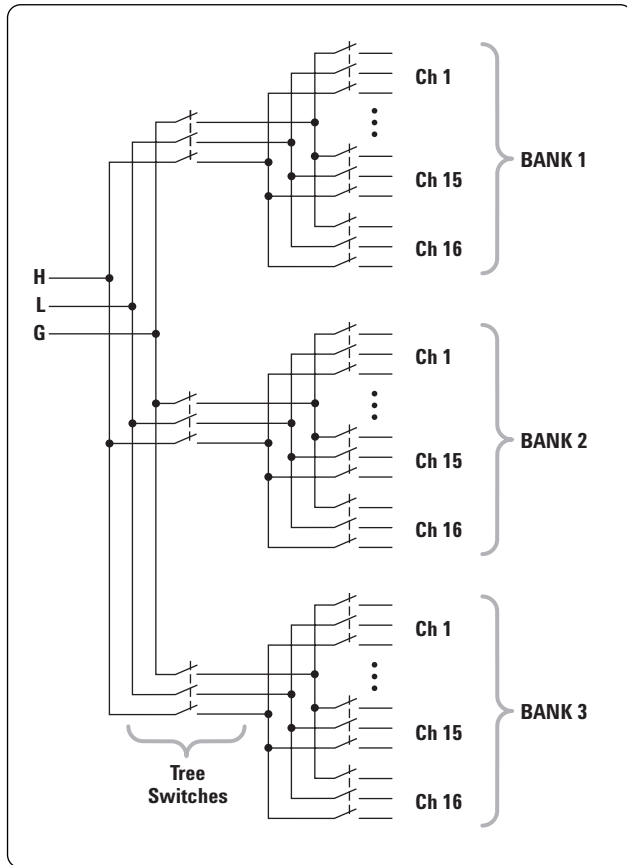 Ch 1
Ch 15
BANK 1
Ch 16
H
L
G
Ch 1
Ch 15
BANK 2
Ch 16
Ch 1
Ch 15
BANK 3
Ch 16
Tree
Switches